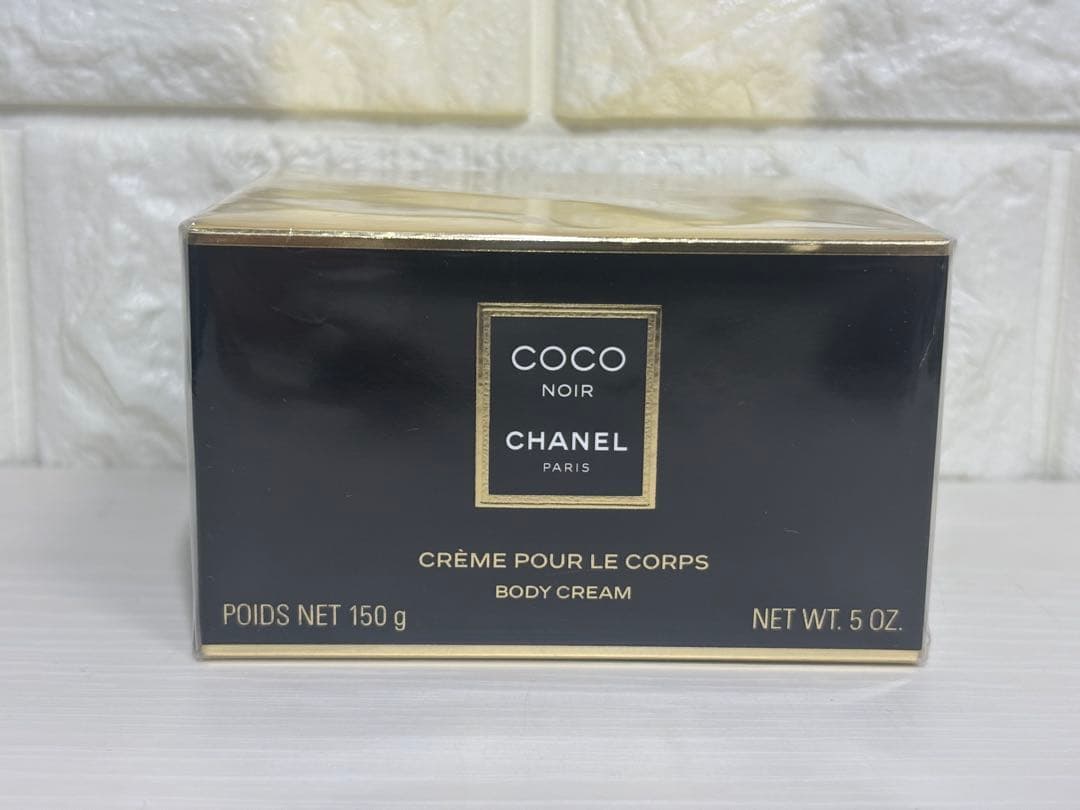 COCO
NOIR
CHANEL
PARIS
CRÈME POUR LE CORPS
BODY CREAM
POIDS NET 150 g
NET WT. 5 OZ.